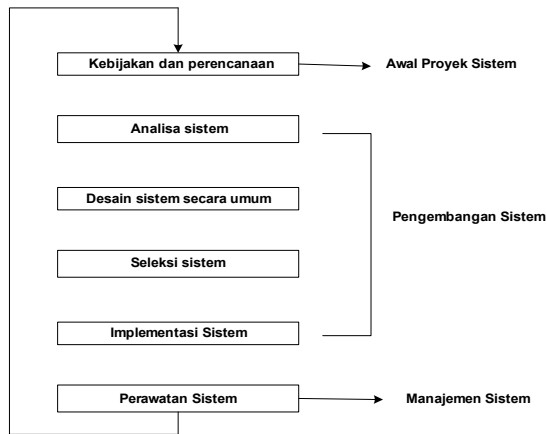 Kebijakan dan perencanaan
Awal Proyek Sistem
Analisa sistem
Desain sistem secara umum
Pengembangan Sistem
Seleksi sistem
Implementasi Sistem
Perawatan Sistem
Manajemen Sistem